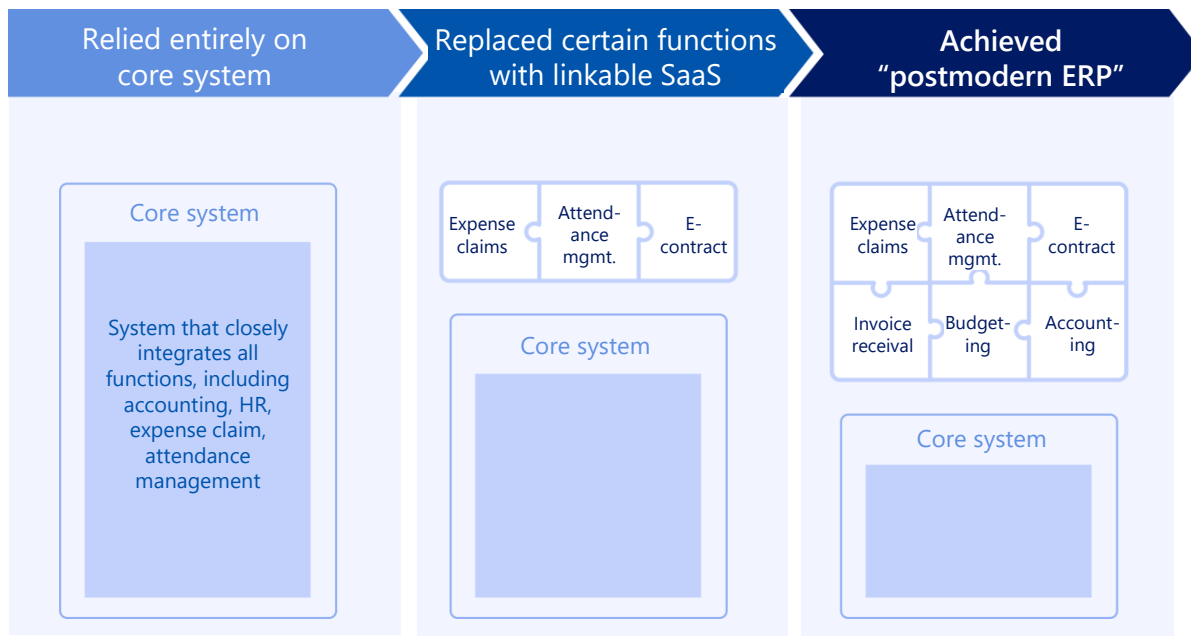 Relied entirely on
core system
Replaced certain functions
with linkable SaaS
Achieved
“postmodern ERP”
Core system
System that closely
integrates all
functions, including
accounting, HR,
expense claim,
attendance
management
Expense
claims
Attend-
ance
mgmt.
E-
contract
Core system
Expense
claims
Attend-
ance
mgmt.
E-
contract
Invoice
receival
Budget-
ing
Account-
ing
Core system